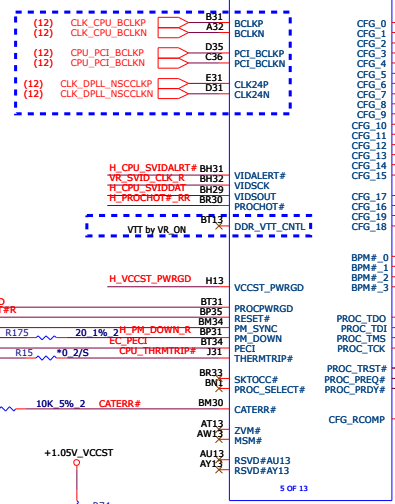 (12) CLK_CPU_BCLKP B31 BCLKP CFG_0
(12) CLK_CPU_BCLKN A32 BCLKN CFG_1
CFG_2
(12) CPU_PCI_BCLKP D35 PCI_BCLKP CFG_3
(12) CPU_PCI_BCLKN C36 PCI_BCLKN CFG_4
CFG_5
(12) CLK_DPLL_NSCCLKP E31 CLK24P CFG_6
(12) CLK_DPLL_NSCCLKN D31 CLK24N CFG_7
CFG_8
CFG_9
CFG_10
CFG_11
CFG_12
CFG_13
CFG_14
H_CPU_SVIDALRT# BH31 VIDALERT# CFG_15
VR_SVID_CLK_R BH32 VIDSCK
H_CPU_SVIDDAT BH29 VIDSOUT CFG_17
H_PROCHOT#_RR BR30 PROCHOT# CFG_16
CFG_19
VTT by VR_ON BT13 DDR_VTT_CNTL CFG_18
BPM#_0
BPM#_1
BPM#_2
H_VCCST_PWRGD H13 VCCST_PWRGD BPM#_3
BT31 PROCPWRGD
T#R BP35 RESET# PROC_TDO
BM34 PM_SYNC PROC_TDI
R175 20_1%_2 H_PM_DOWN_R BP31 PM_DOWN PROC_TMS
EC_PECI BT34 PECI PROC_TCK
R15 *0_2/S CPU_THRMTRIP# J31 THERMTRIP#
PROC_TRST#
BR33 SKTOCC# PROC_PREQ#
BN1 PROC_SELECT# PROC_PRDY#
10K_5%_2 CATERR# BM30 CATERR#
CFG_RCOMP
AT13 ZVM#
AW13 MSM#
+1.05V_VCCST
AU13 RSVD#AU13
AY13 RSVD#AY13
5 OF 13